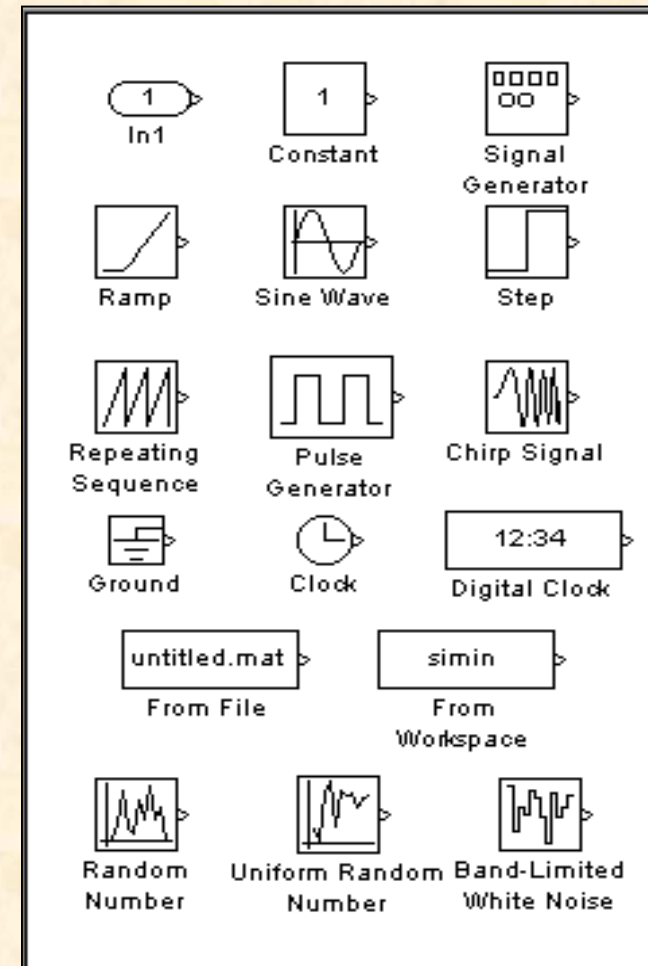 1
In1
1
Constant
Signal
Generator
Ramp
Sine Wave
Step
Repeating
Sequence
Pulse
Generator
Chirp Signal
Ground
Clock
12:34
Digital Clock
untitled.mat
From File
simin
From
Workspace
Random
Number
Uniform Random
Number
Band-Limited
White Noise